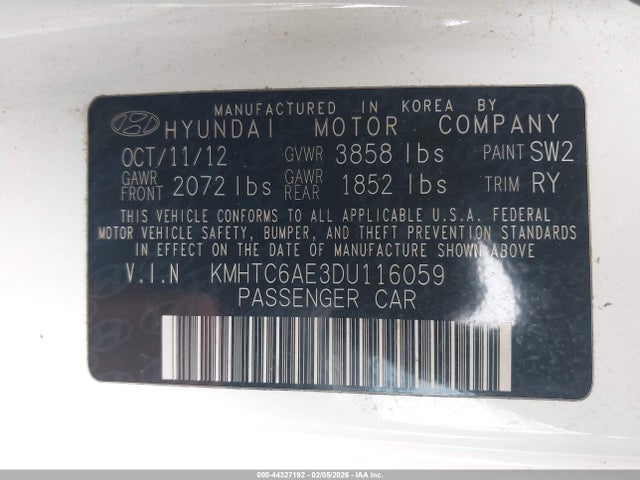 MANUFACTURED IN KOREA BY
HYUNDAI MOTOR COMPANY
OCT/11/12 GVWR 3858 lbs PAINT SW2
GAWR FRONT 2072 lbs GAWR REAR 1852 lbs TRIM RY
THIS VEHICLE CONFORMS TO ALL APPLICABLE U.S.A. FEDERAL
MOTOR VEHICLE SAFETY, BUMPER, AND THEFT PREVENTION STANDARDS
IN EFFECT ON THE DATE OF MANUFACTURE SHOWN ABOVE
V.I.N KMHTC6AE3DU116059
PASSENGER CAR
000-44327192 - 02/05/2026 - COPYRIGHT IAA, LLC